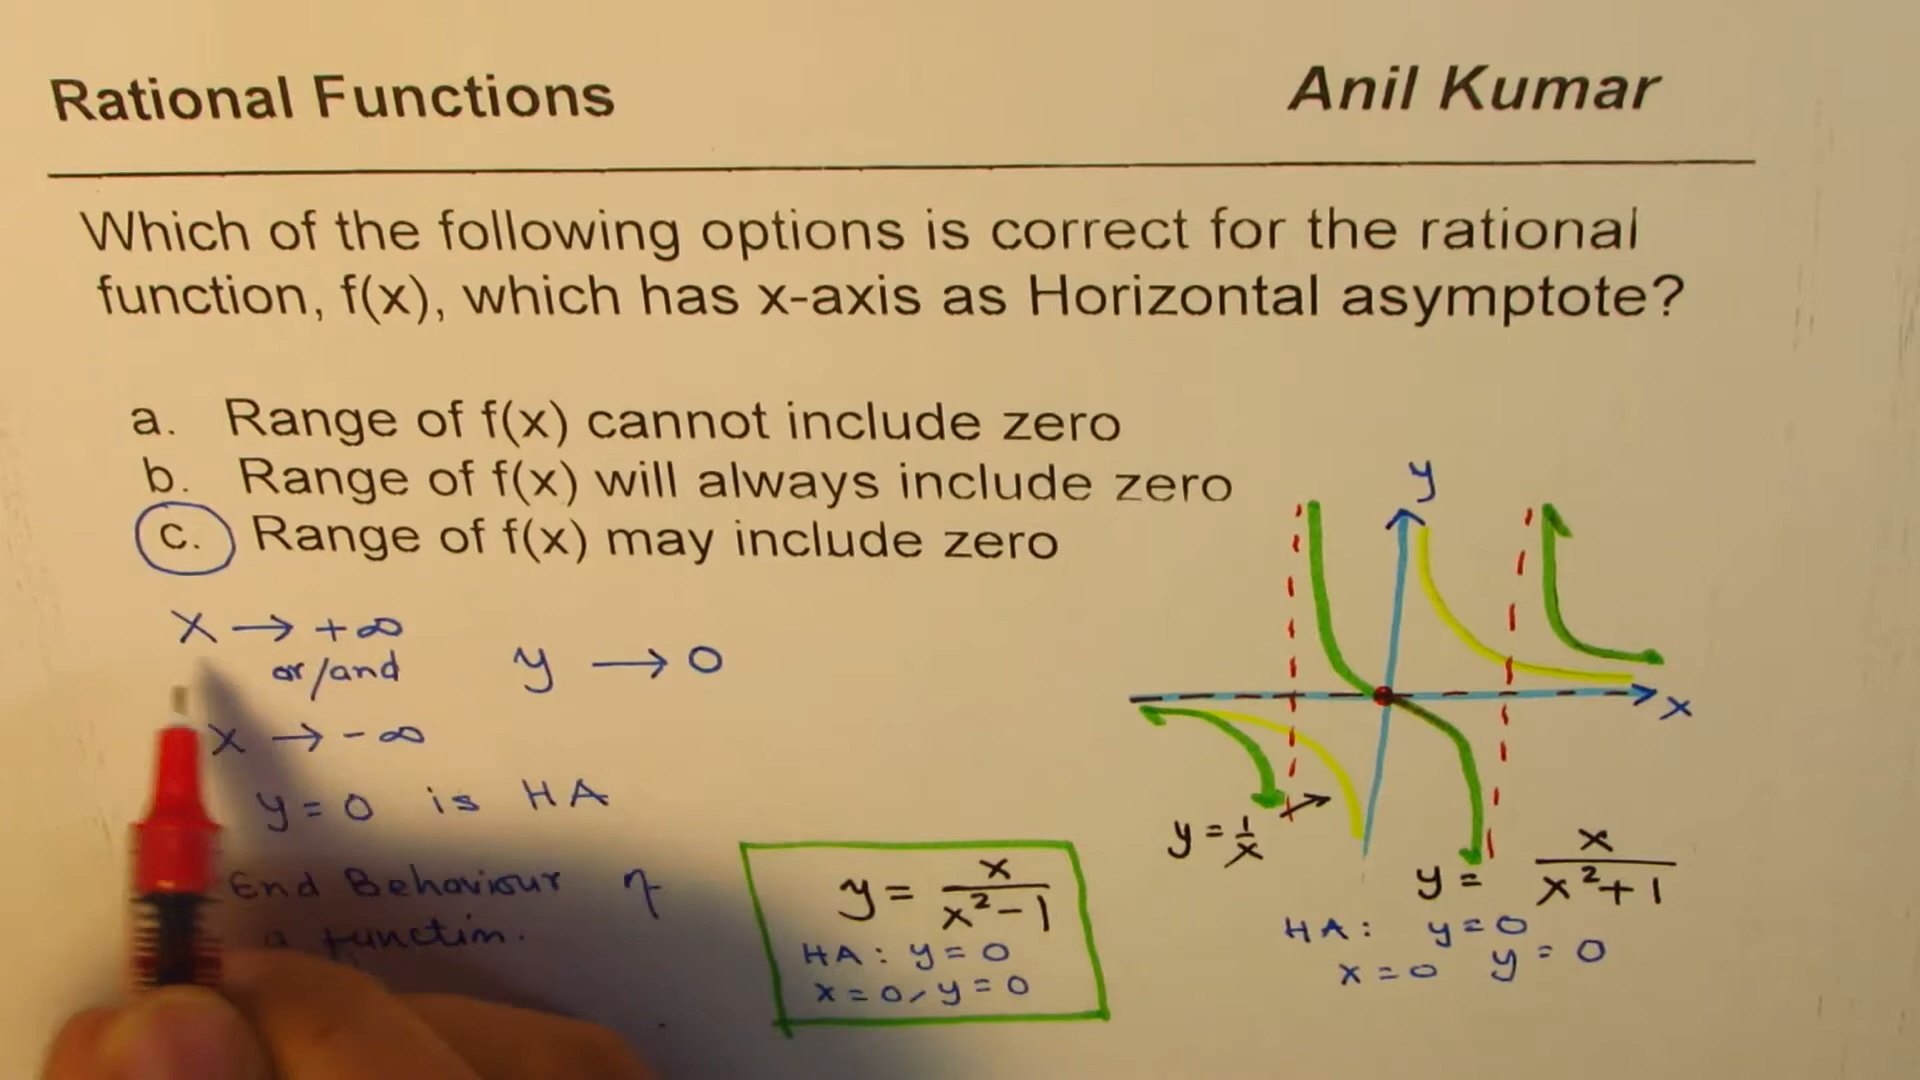 Rational Functions
Anil Kumar
Which of the following options is correct for the rational
function, f(x), which has x-axis as Horizontal asymptote?
a. Range of f(x) cannot include zero
b. Range of f(x) will always include zero
c. Range of f(x) may include zero
x → +∞
or/and
y → 0
x → -∞
y = 0 is HA
End Behaviour of
a function.
y = x/(x²-1)
HA: y = 0
x = 0, y = 0
y
x
y = 1/x
y = x/(x²+1)
HA: y = 0
x = 0 y = 0